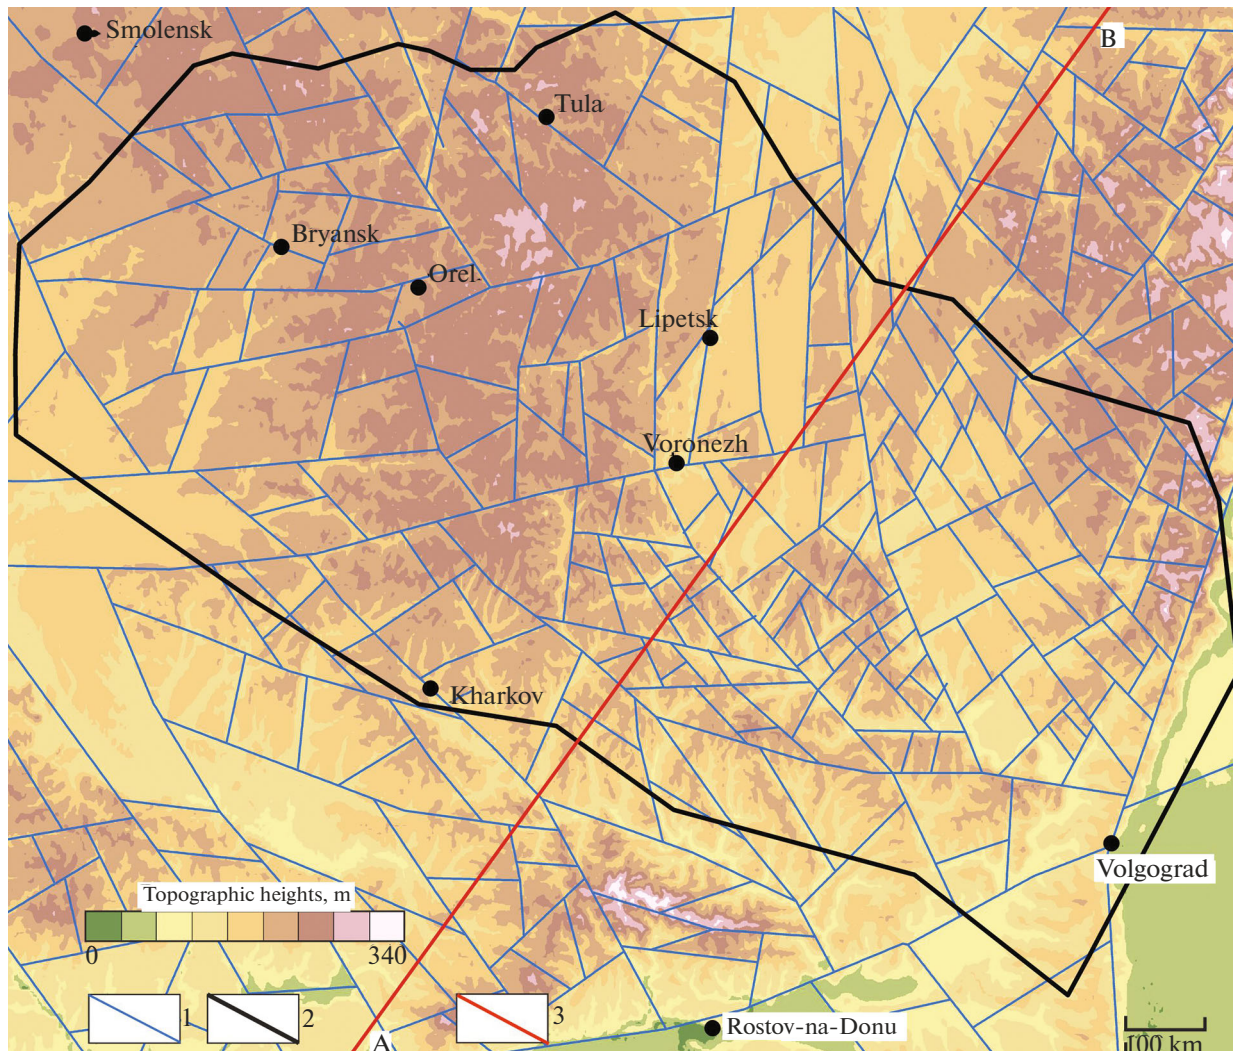 Smolensk
B
Tula
Bryansk
Orel
Lipetsk
Voronezh
Kharkov
Volgograd
Topographic heights, m
0 340
1 2 3
Rostov-na-Donu
A
100 km